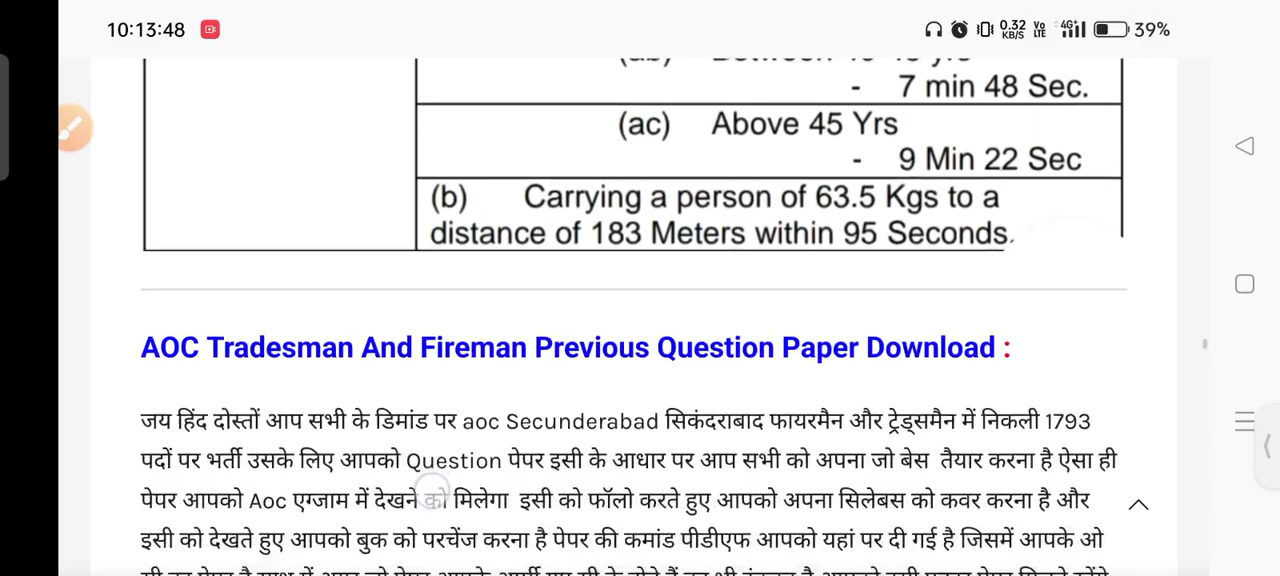 10:13:48
0.32 KB/S
4G+
39%
- 7 min 48 Sec.
(ac) Above 45 Yrs
- 9 Min 22 Sec
(b) Carrying a person of 63.5 Kgs to a
distance of 183 Meters within 95 Seconds.
AOC Tradesman And Fireman Previous Question Paper Download :
जय हिंद दोस्तों आप सभी के डिमांड पर aoc Secunderabad सिकंदराबाद फायरमैन और ट्रेड्समैन में निकली 1793
पदों पर भर्ती उसके लिए आपको Question पेपर इसी के आधार पर आप सभी को अपना जो बेस तैयार करना है ऐसा ही
पेपर आपको Aoc एग्जाम में देखने को मिलेगा इसी को फॉलो करते हुए आपको अपना सिलेबस को कवर करना है और
इसी को देखते हुए आपको बुक को परचेंज करना है पेपर की कमांड पीडीएफ आपको यहां पर दी गई है जिसमें आपके ओ